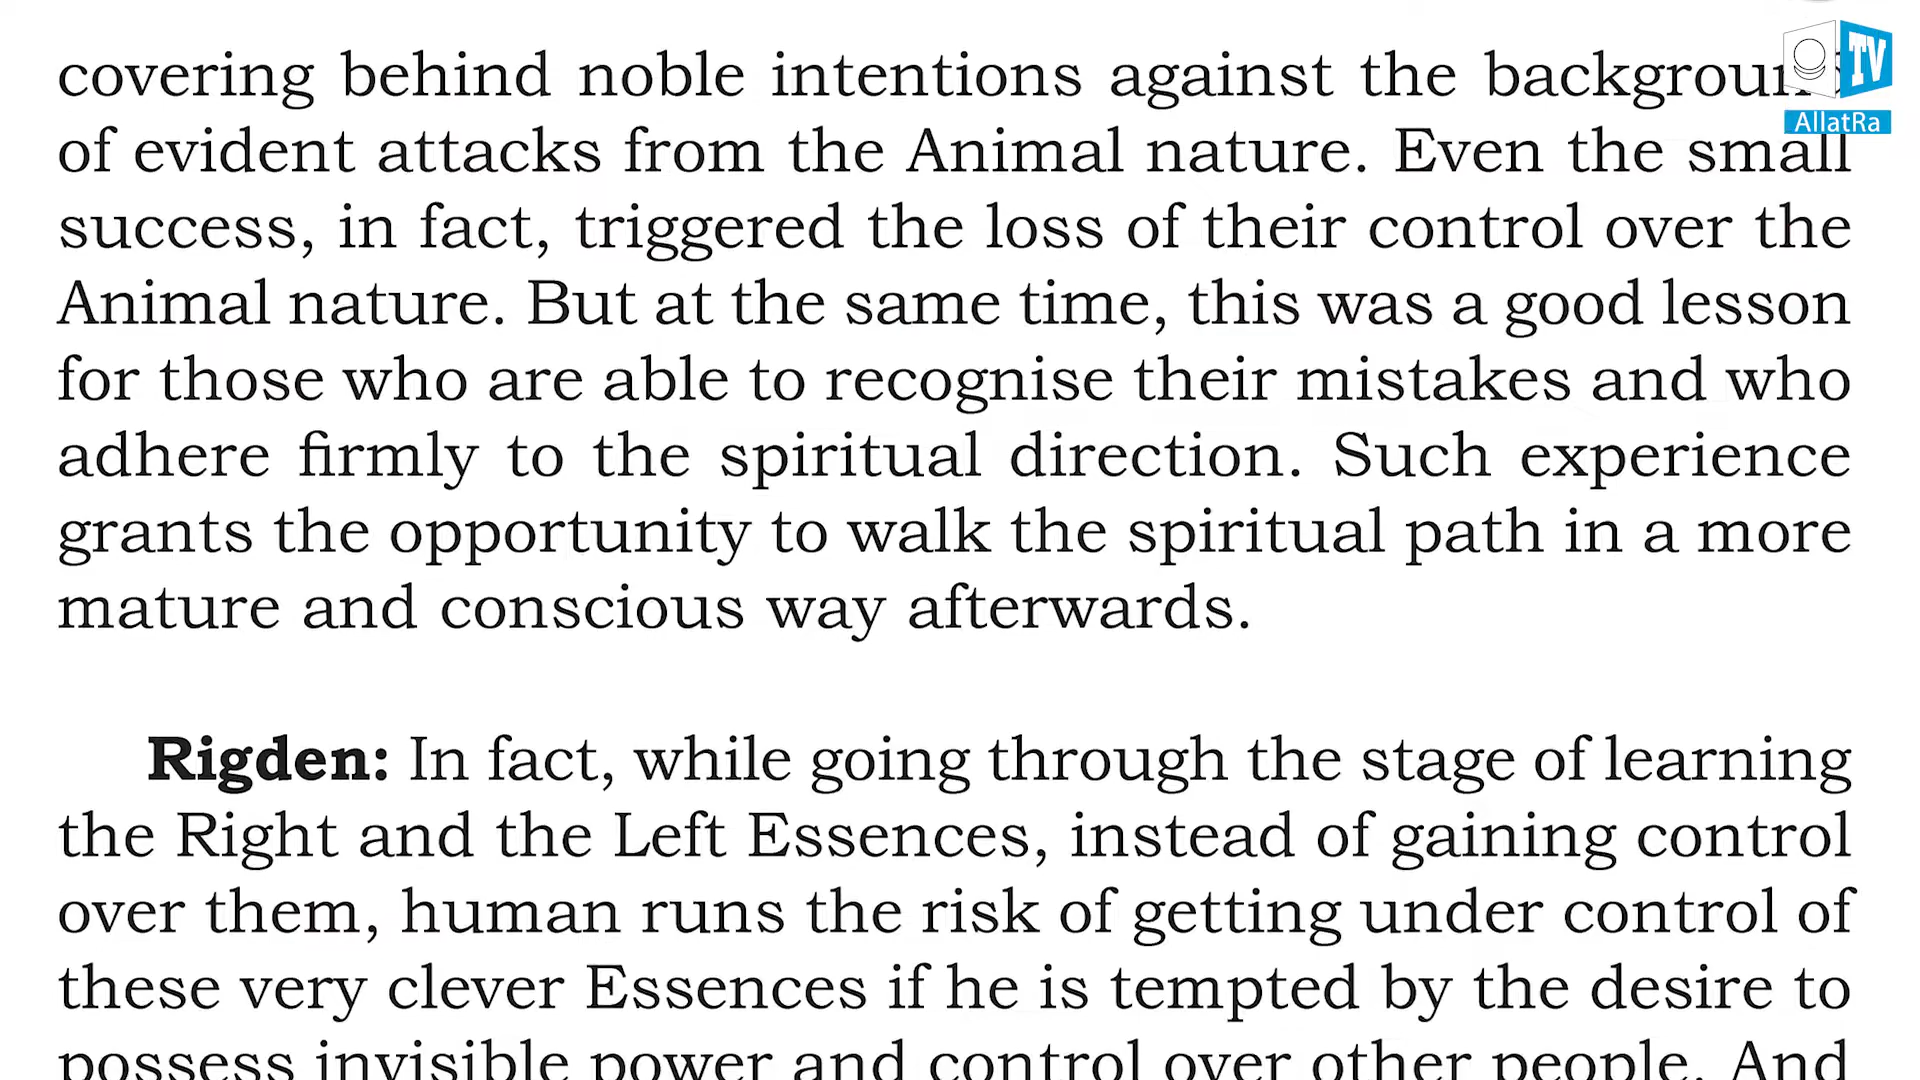 TV
AllatRa
covering behind noble intentions against the background
of evident attacks from the Animal nature. Even the small
success, in fact, triggered the loss of their control over the
Animal nature. But at the same time, this was a good lesson
for those who are able to recognise their mistakes and who
adhere firmly to the spiritual direction. Such experience
grants the opportunity to walk the spiritual path in a more
mature and conscious way afterwards.
Rigden: In fact, while going through the stage of learning
the Right and the Left Essences, instead of gaining control
over them, human runs the risk of getting under control of
these very clever Essences if he is tempted by the desire to
possess invisible power and control over other people. And